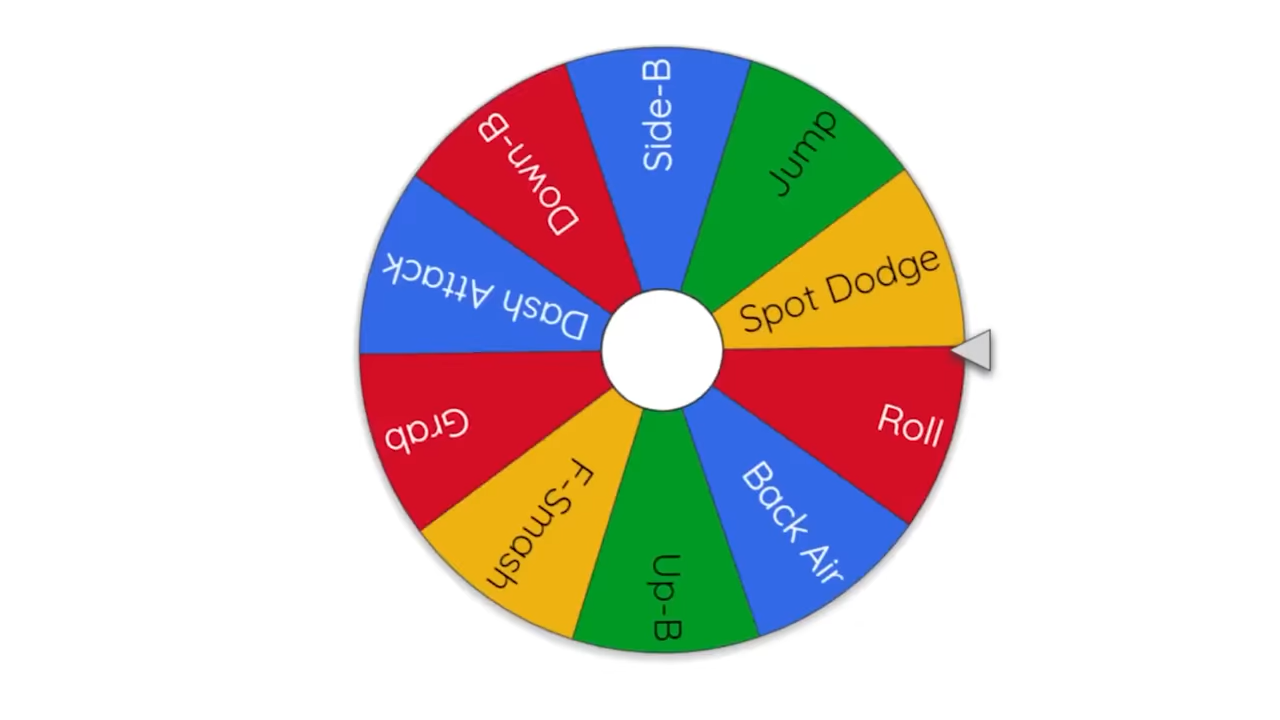 Side-B
Jump
Spot Dodge
Roll
Back Air
Up-B
F-Smash
Grab
Dash Attack
Down-B